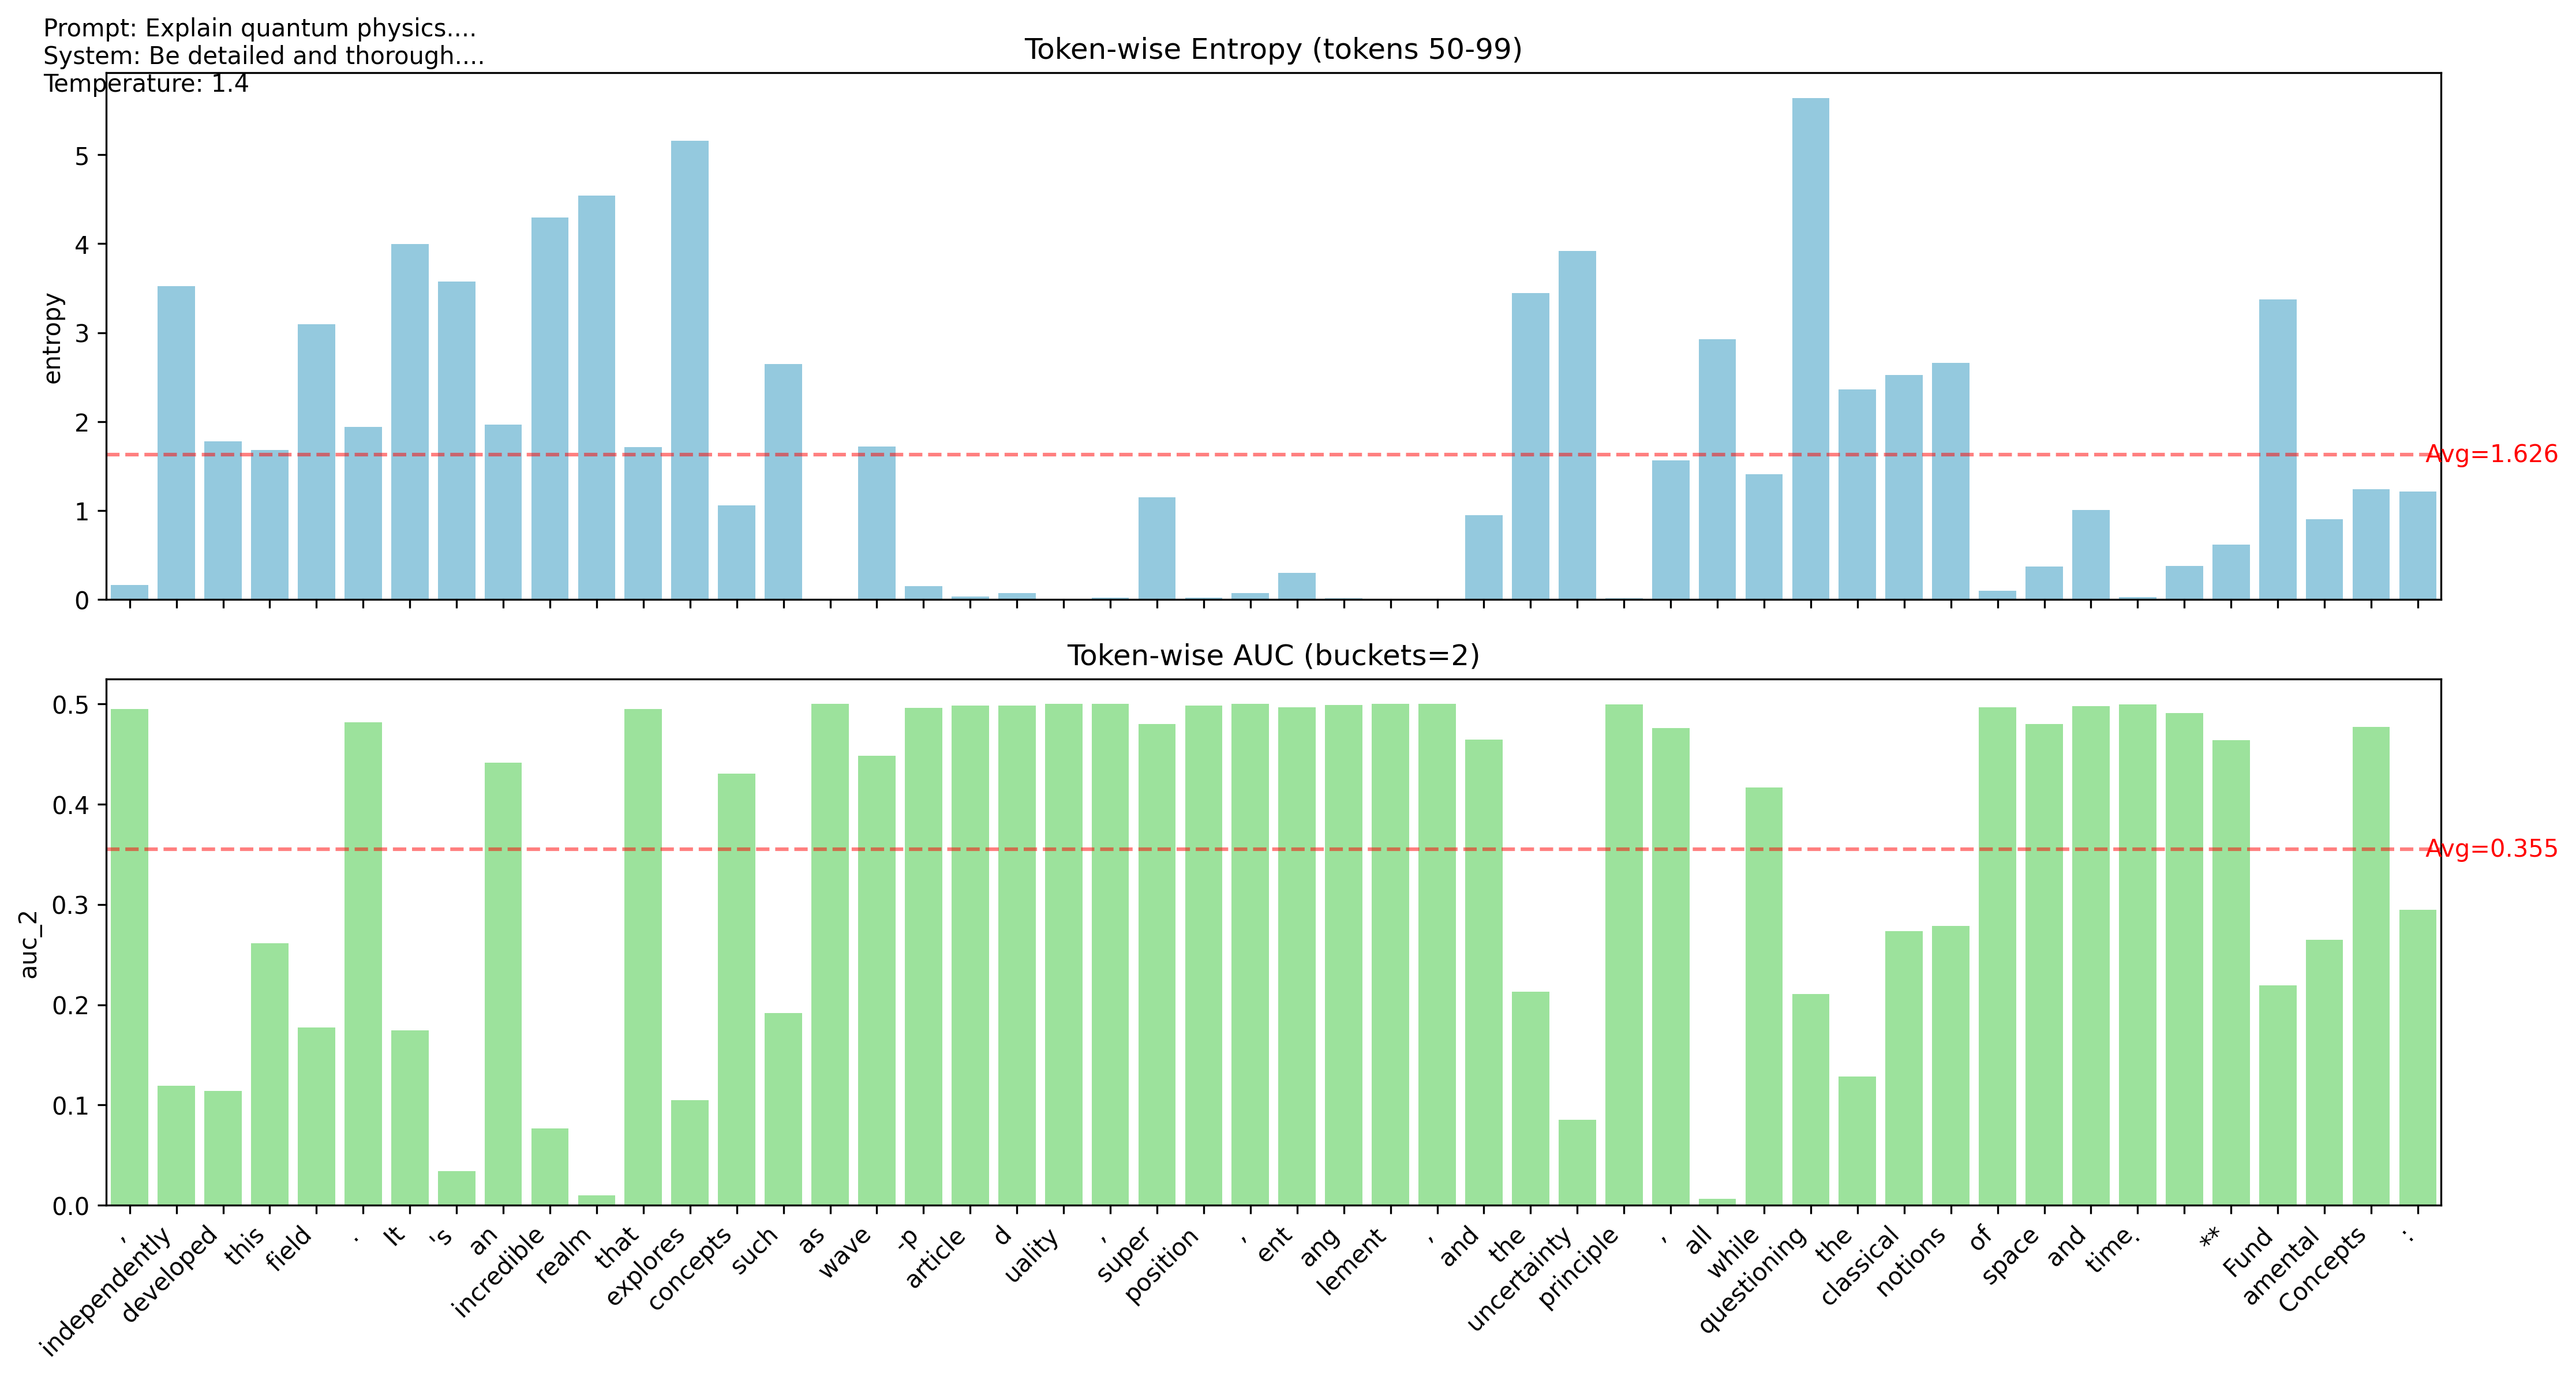 Prompt: Explain quantum physics....
System: Be detailed and thorough....
Temperature: 1.4
Token-wise Entropy (tokens 50-99)
entropy
5
4
3
2
1
0
Avg=1.626
Token-wise AUC (buckets=2)
auc_2
0.5
0.4
0.3
0.2
0.1
0.0
Avg=0.355
,
independently
developed
this
field
.
It
's
an
incredible
realm
that
explores
concepts
such
as
wave
-p
article
d
uality
,
super
position
,
ent
ang
lement
,
and
the
uncertainty
principle
,
all
while
questioning
the
classical
notions
of
space
and
time.
**
Fund
amental
Concepts
: